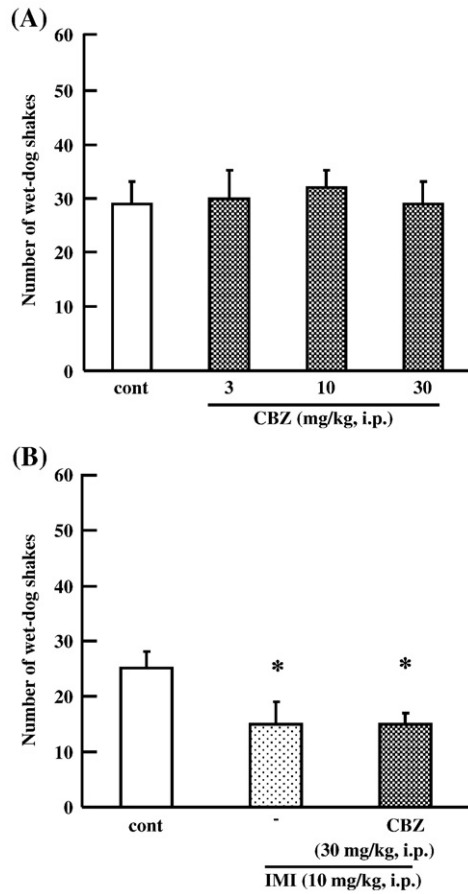 (A)
60
50
40
30
20
10
0
Number of wet-dog shakes
cont
3
10
30
CBZ (mg/kg, i.p.)
(B)
60
50
40
30
20
10
0
Number of wet-dog shakes
*
*
cont
-
CBZ
(30 mg/kg, i.p.)
IMI (10 mg/kg, i.p.)